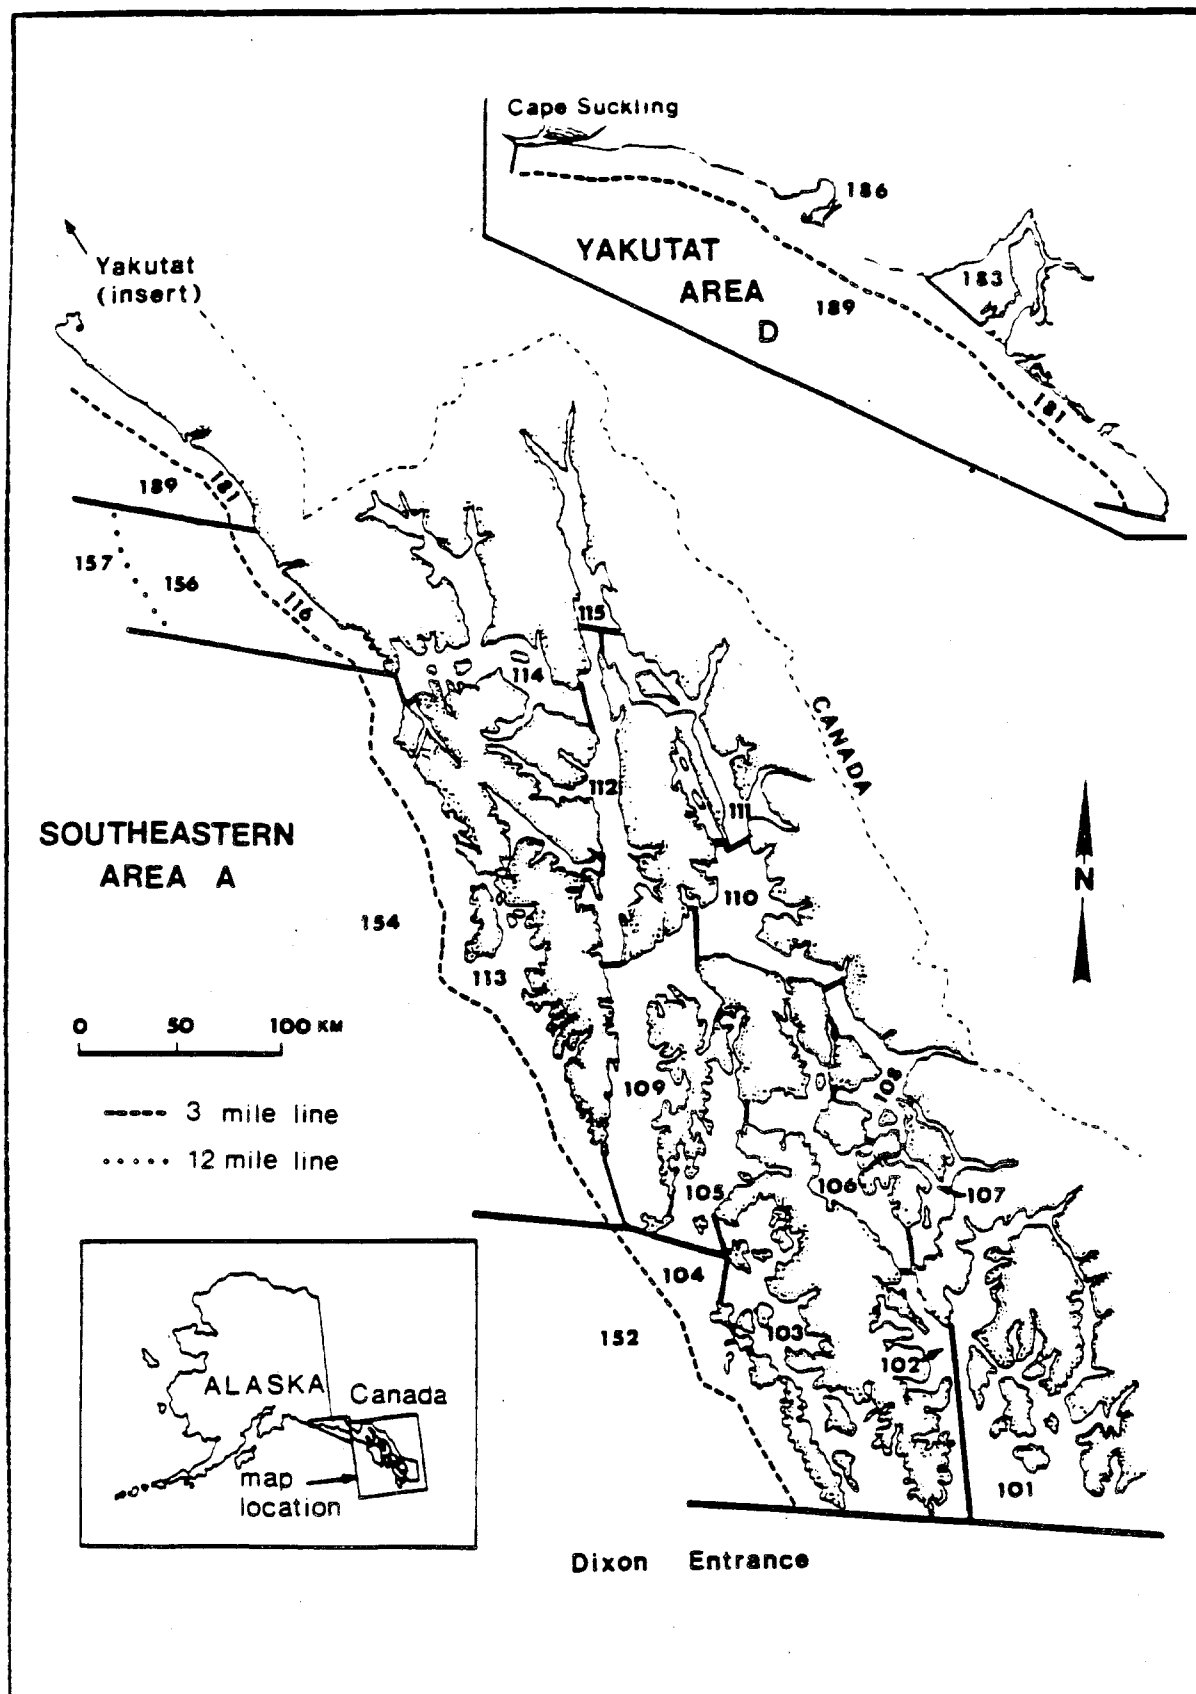 Cape Suckling
186
YAKUTAT
AREA
D
183
189
181
Yakutat
(insert)
189
181
157
156
116
115
114
CANADA
112
111
SOUTHEASTERN
AREA A
N
110
154
113
0 50 100 KM
109
108
3 mile line
12 mile line
105
106
107
104
103
152
102
101
ALASKA
Canada
map
location
Dixon Entrance